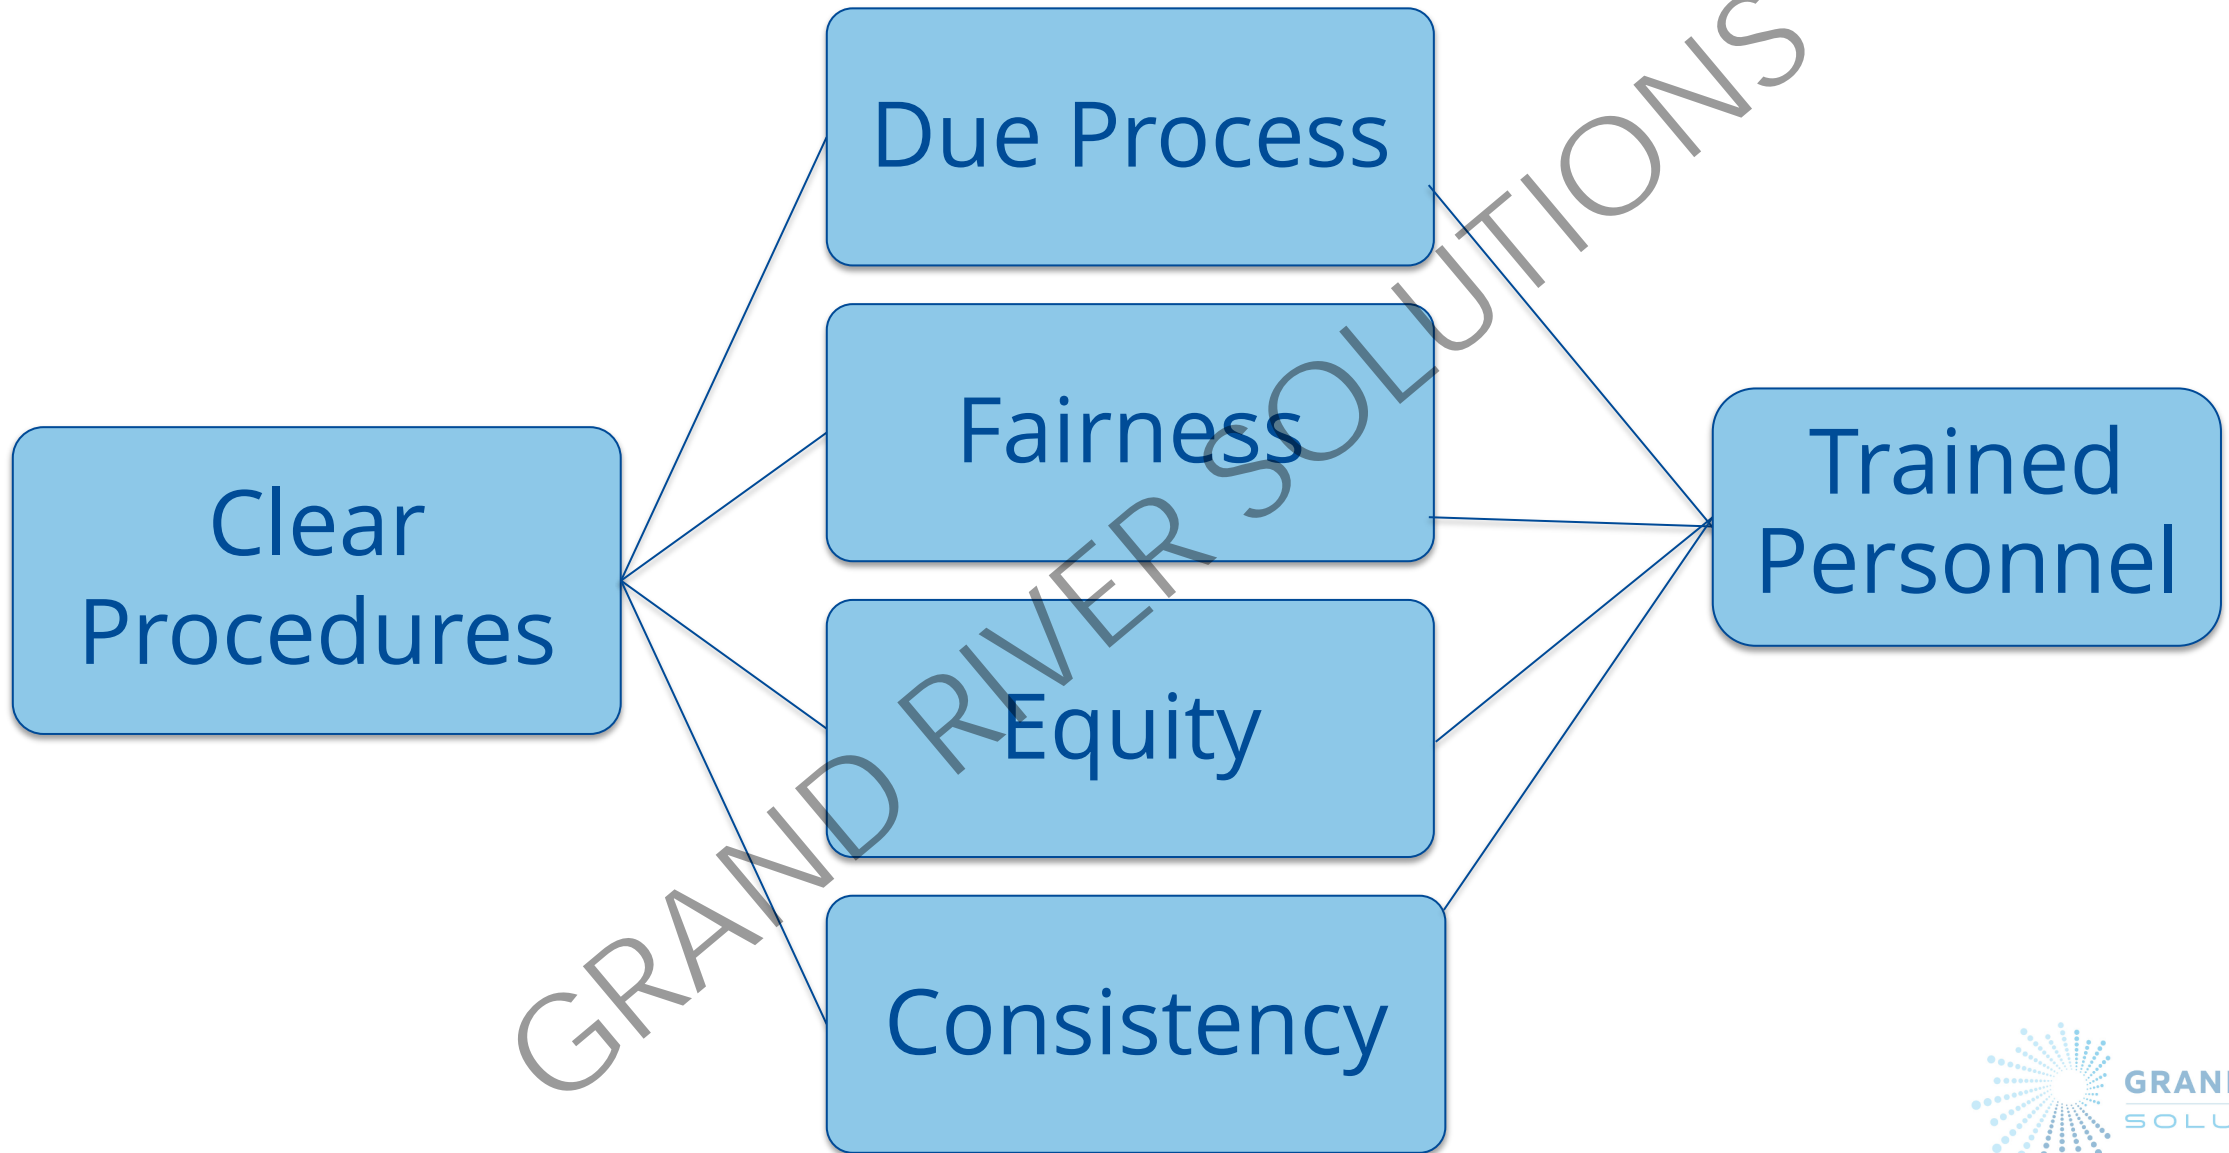 Due Process
Fairness
Clear
Procedures
Trained
Personnel
Equity
Consistency
GRAND RIVER SOLUTIONS